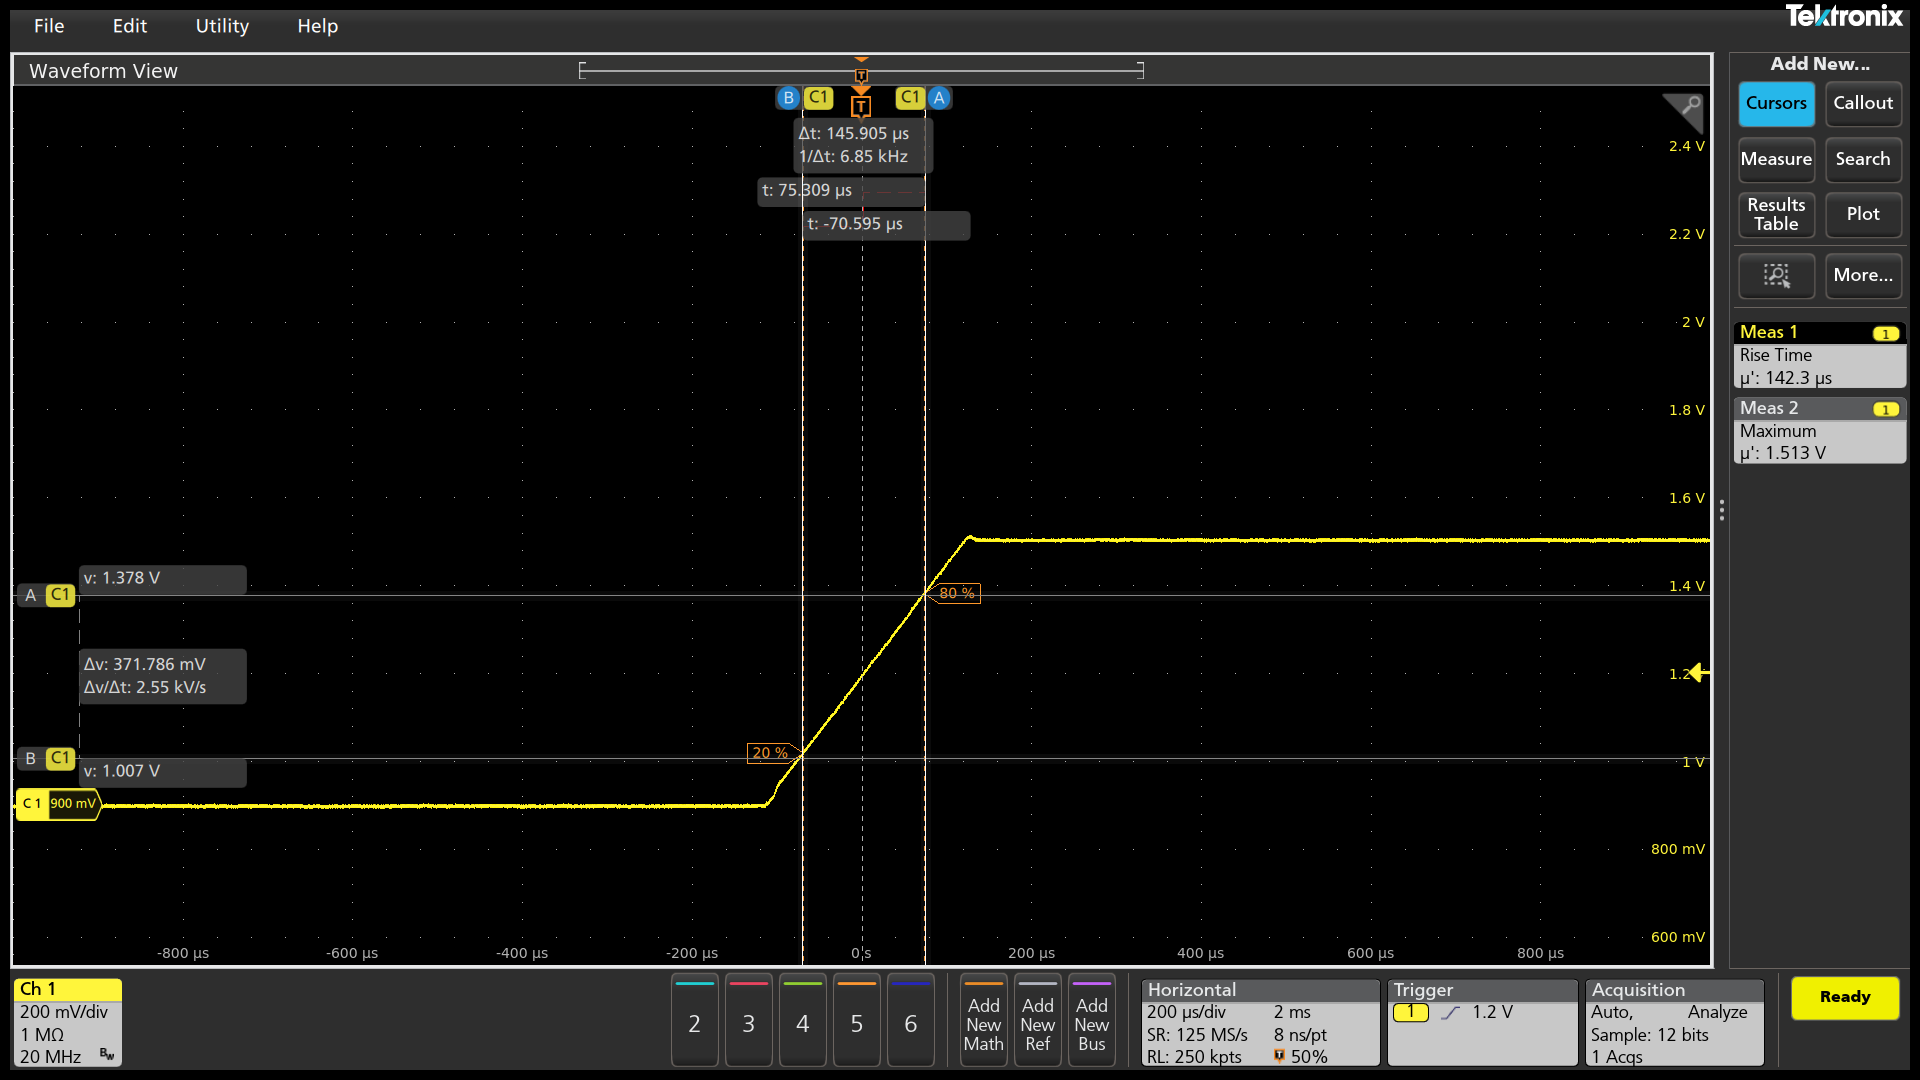 File Edit Utility Help
Tektronix
Waveform View
Add New...
Cursors Callout
Measure Search
Results Table Plot
More...
T
B C1 T C1 A
Δt: 145.905 µs
1/Δt: 6.85 kHz
t: 75.309 µs
t: -70.595 µs
2.4 V
2.2 V
2 V
1.8 V
1.6 V
1.4 V
1.2
1 V
800 mV
600 mV
Meas 1 1
Rise Time
µ': 142.3 µs
Meas 2 1
Maximum
µ': 1.513 V
v: 1.378 V
A C1
80 %
Δv: 371.786 mV
Δv/Δt: 2.55 kV/s
20 %
B C1
v: 1.007 V
C 1 900 mV
-800 µs -600 µs -400 µs -200 µs 0 s 200 µs 400 µs 600 µs 800 µs
Ch 1
200 mV/div
1 MΩ
20 MHz Bw
2 3 4 5 6
Add New Math
Add New Ref
Add New Bus
Horizontal
200 µs/div 2 ms
SR: 125 MS/s 8 ns/pt
RL: 250 kpts T 50%
Trigger
1 1.2 V
Acquisition
Auto, Analyze
Sample: 12 bits
1 Acqs
Ready